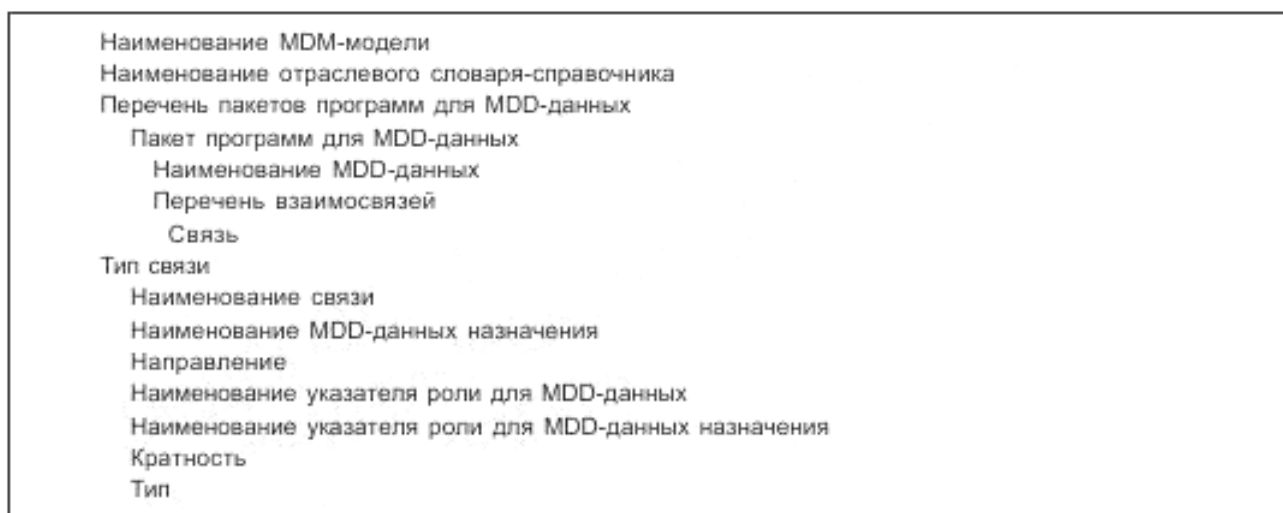 Наименование MDM-модели
Наименование отраслевого словаря-справочника
Перечень пакетов программ для MDD-данных
Пакет программ для MDD-данных
Наименование MDD-данных
Перечень взаимосвязей
Связь
Тип связи
Наименование связи
Наименование MDD-данных назначения
Направление
Наименование указателя роли для MDD-данных
Наименование указателя роли для MDD-данных назначения
Кратность
Тип